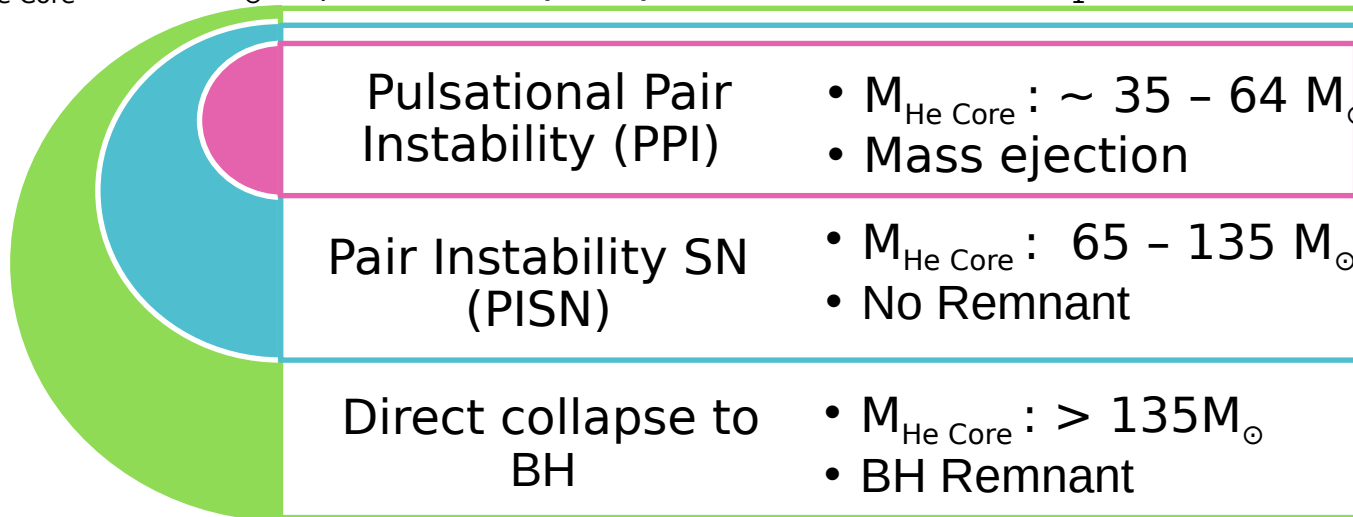 Pulsational Pair
Instability (PPI)
• M_He Core : ~ 35 – 64 M☉
• Mass ejection
Pair Instability SN
(PISN)
• M_He Core : 65 – 135 M☉
• No Remnant
Direct collapse to
BH
• M_He Core : > 135M☉
• BH Remnant